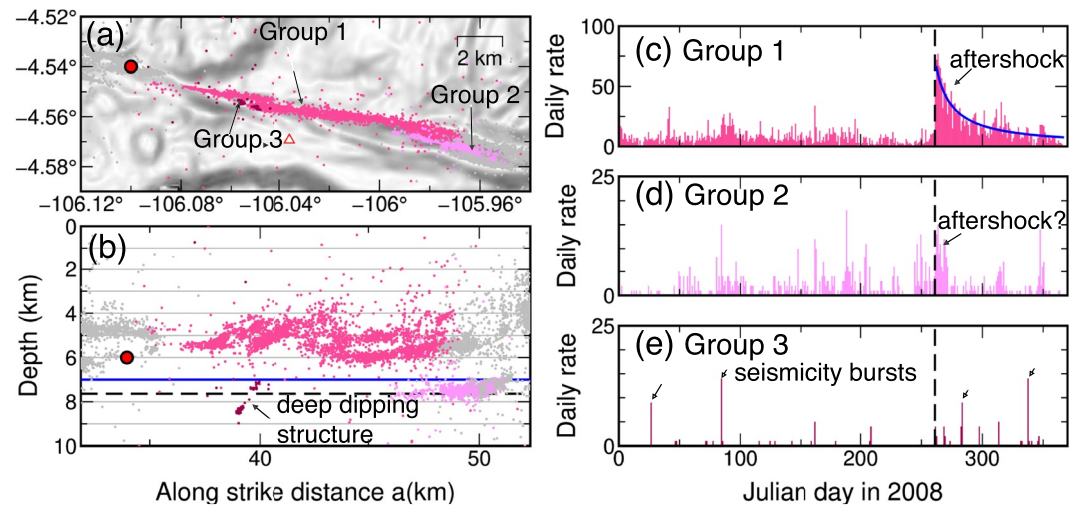 (a)
Group 1
2 km
Group 2
Group 3
−4.52°
−4.54°
−4.56°
−4.58°
−106.12° −106.08° −106.04° −106° −105.96°
(b)
deep dipping
structure
0
2
4
6
8
10
Depth (km)
40 50
Along strike distance a(km)
(c) Group 1
aftershock
100
50
0
Daily rate
(d) Group 2
aftershock?
25
0
Daily rate
(e) Group 3
seismicity bursts
25
0
Daily rate
0 100 200 300
Julian day in 2008